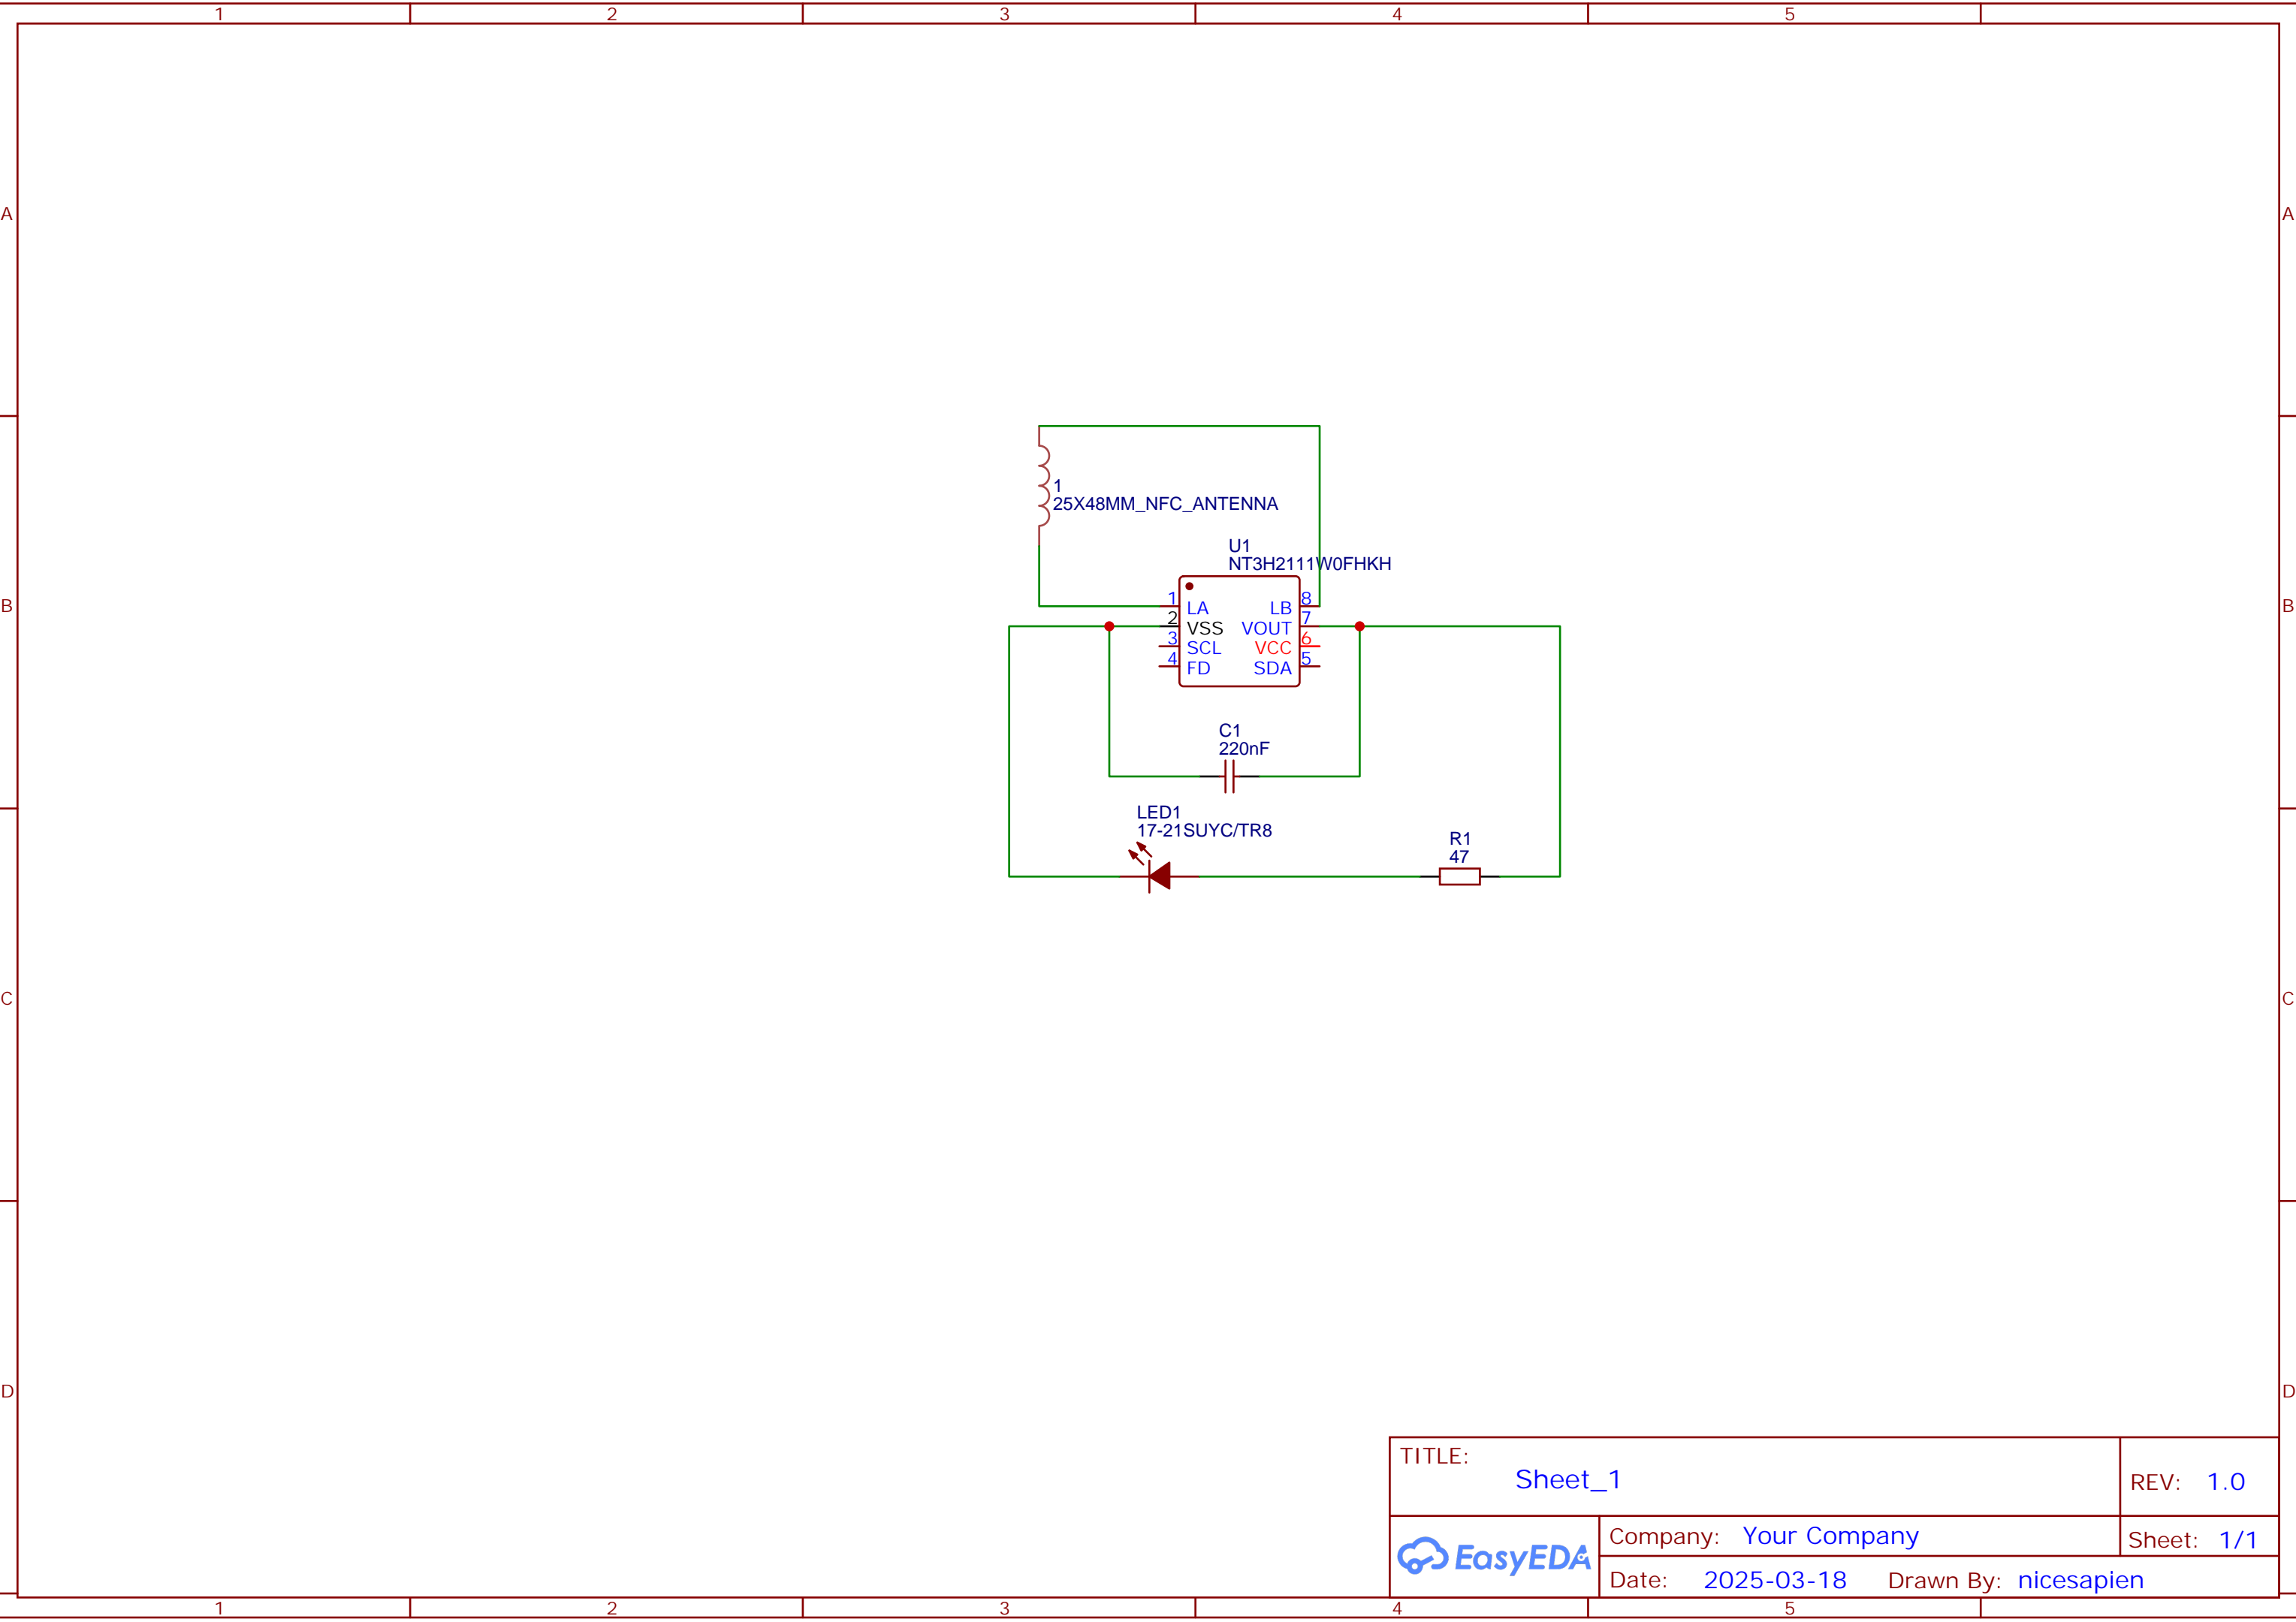 1 2 3 4 5
A A
1
25X48MM_NFC_ANTENNA
U1
NT3H2111W0FHKH
B B
1 LA LB 8
2 VSS VOUT 7
3 SCL VCC 6
4 FD SDA 5
C1
220nF
LED1
17-21SUYC/TR8
R1
47
C C
D D
TITLE:
Sheet_1
REV: 1.0
EasyEDA
Company: Your Company
Sheet: 1/1
Date: 2025-03-18 Drawn By: nicesapien
1 2 3 4 5